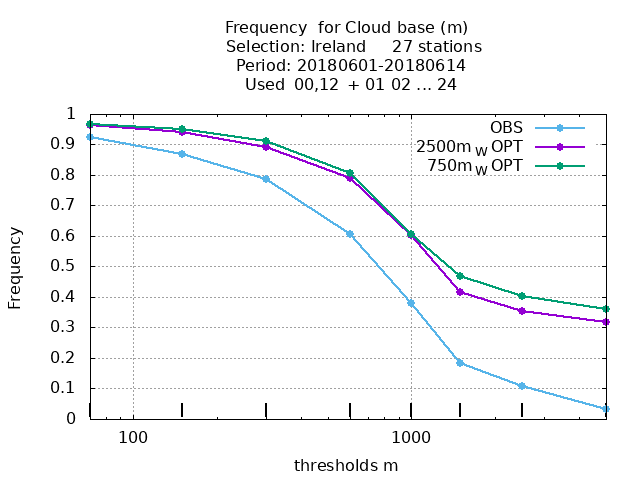 Frequency  for Cloud base (m)
Selection: Ireland     27 stations
Period: 20180601-20180614
Used  00,12  + 01 02 ... 24
OBS
2500m W OPT
750m W OPT
1
0.9
0.8
0.7
0.6
0.5
0.4
0.3
0.2
0.1
0
Frequency
100
1000
thresholds m